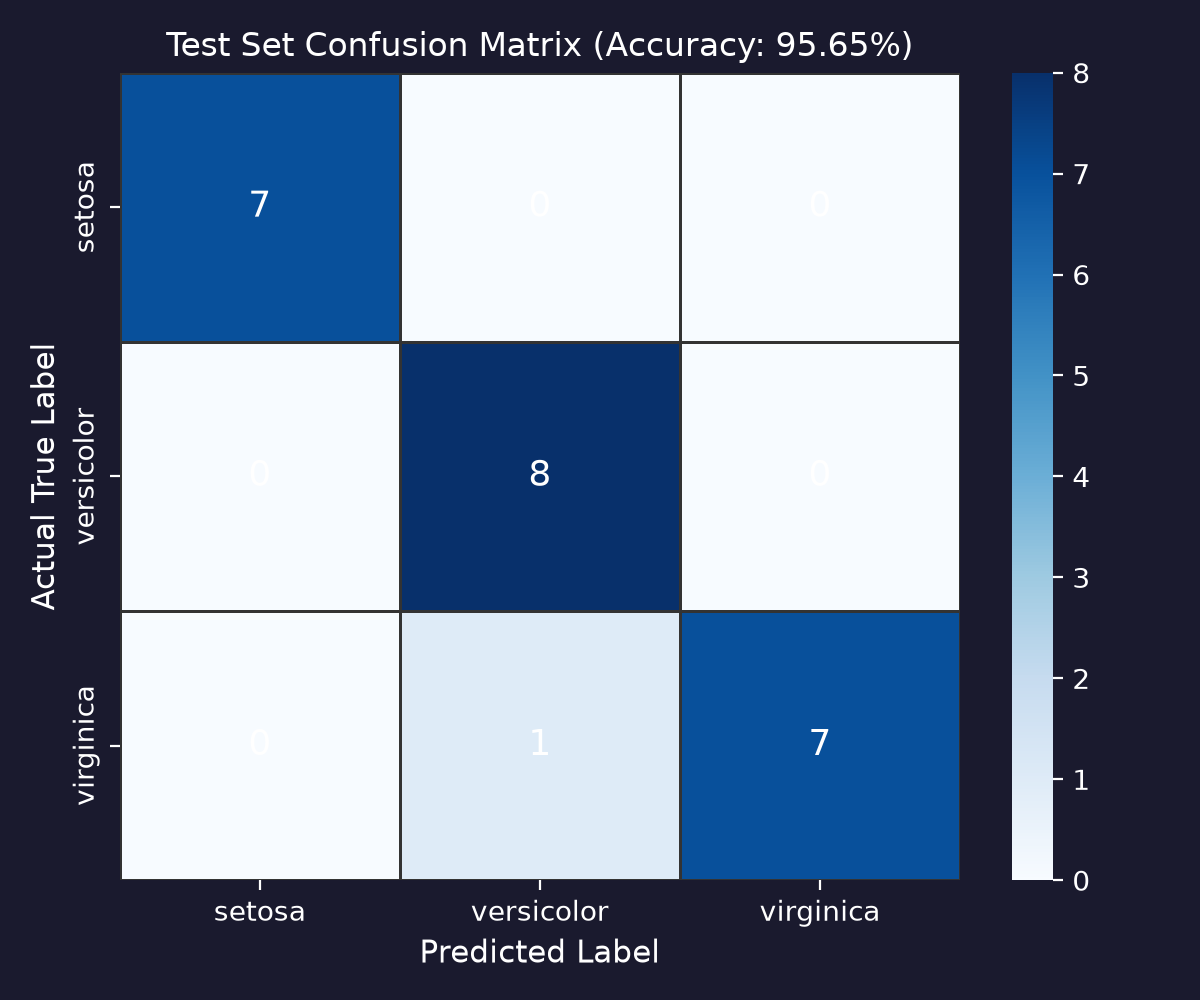 Test Set Confusion Matrix (Accuracy: 95.65%)
Actual True Label
setosa
versicolor
virginica
7 0 0
0 8 0
0 1 7
setosa versicolor virginica
Predicted Label
8
7
6
5
4
3
2
1
0